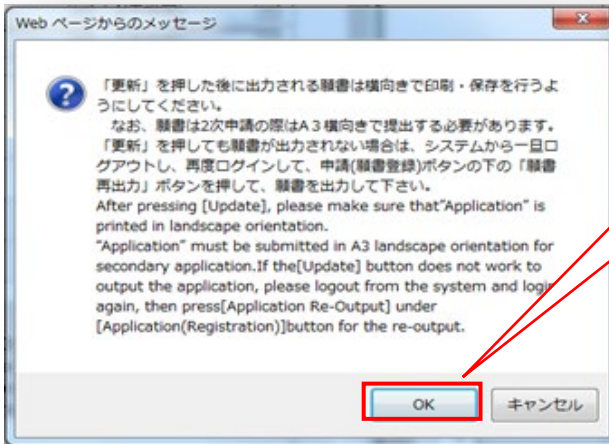 Web ページからのメッセージ
「更新」を押した後に出力される願書は横向きで印刷・保存を行うよ
うにしてください。
なお、願書は2次申請の際はA３横向きで提出する必要があります。
「更新」を押しても願書が出力されない場合は、システムから一旦ロ
グアウトし、再度ログインして、申請(願書登録)ボタンの下の「願書
再出力」ボタンを押して、願書を出力して下さい。
After pressing [Update], please make sure that"Application" is
printed in landscape orientation.
"Application" must be submitted in A3 landscape orientation for
secondary application.If the[Update] button does not work to
output the application, please logout from the system and login
again, then press[Application Re-Output] under
[Application(Registration)]button for the re-output.
OK
キャンセル